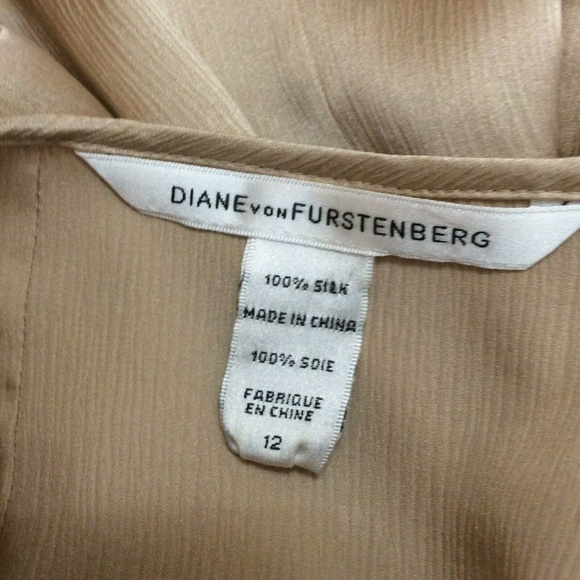 DIANE VON FURSTENBERG
100% SILK
MADE IN CHINA
100% SOIE
FABRIQUE
EN CHINE
12